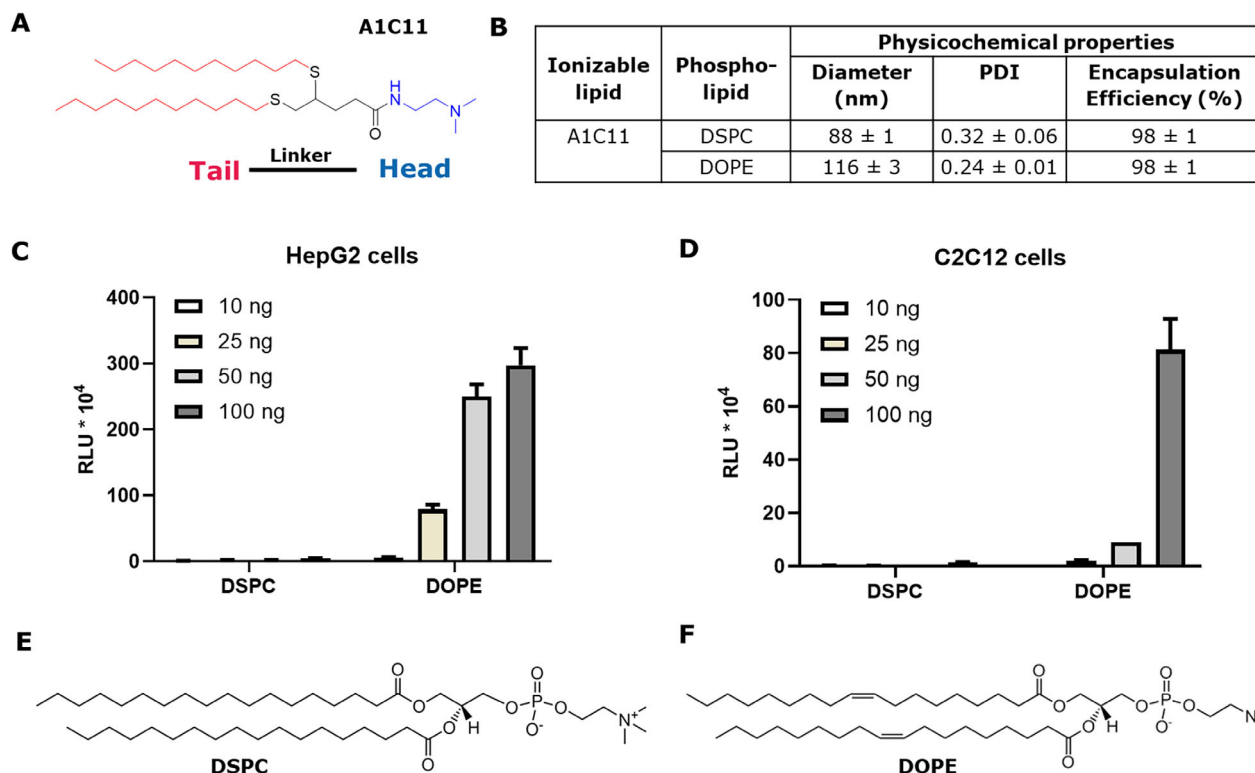 A
A1C11
S
S
H
N
N
O
Tail
Linker
Head
B
Ionizable lipid
Phospho-lipid
Physicochemical properties
Diameter (nm)
PDI
Encapsulation Efficiency (%)
A1C11
DSPC
88 ± 1
0.32 ± 0.06
98 ± 1
DOPE
116 ± 3
0.24 ± 0.01
98 ± 1
C
HepG2 cells
10 ng
25 ng
50 ng
100 ng
RLU * 10⁴
400
300
200
100
0
DSPC
DOPE
D
C2C12 cells
10 ng
25 ng
50 ng
100 ng
RLU * 10⁴
100
80
60
40
20
0
DSPC
DOPE
E
O
O
O
P
O
O⁻
O
H
O
N⁺
DSPC
F
O
O
O
P
O
O⁻
O
H
O
N
DOPE